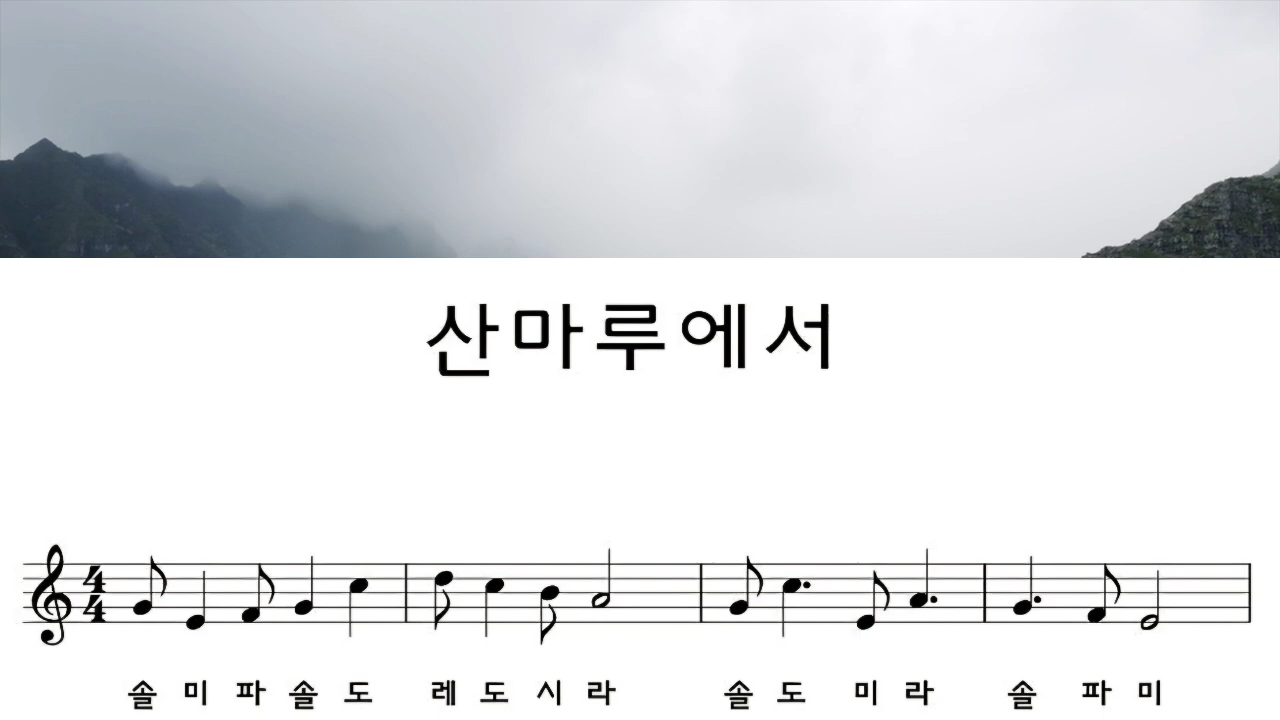 산마루에서
4
4
솔 미 파 솔 도 레 도 시 라 솔 도 미 라 솔 파 미